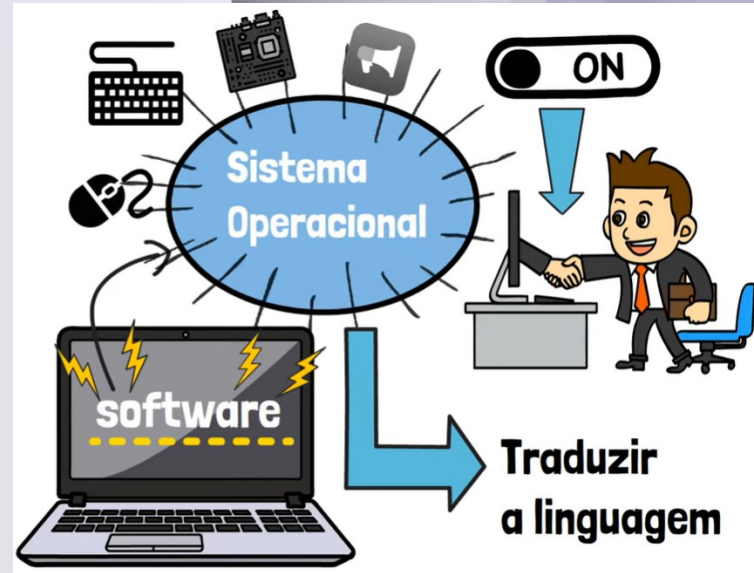 ON
Sistema
Operacional
software
Traduzir
a linguagem